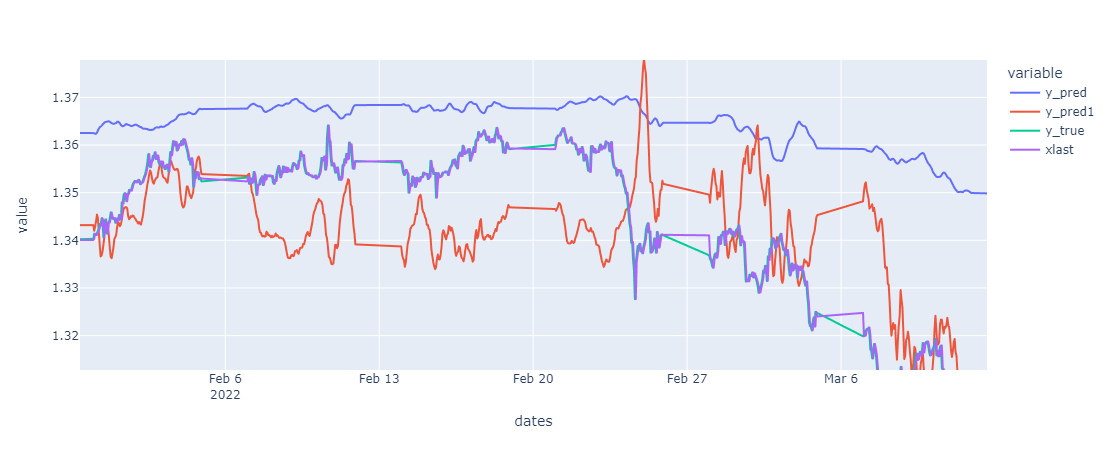 variable
y_pred
y_pred1
y_true
xlast
value
1.37
1.36
1.35
1.34
1.33
1.32
Feb 6
2022
Feb 13
Feb 20
Feb 27
Mar 6
dates